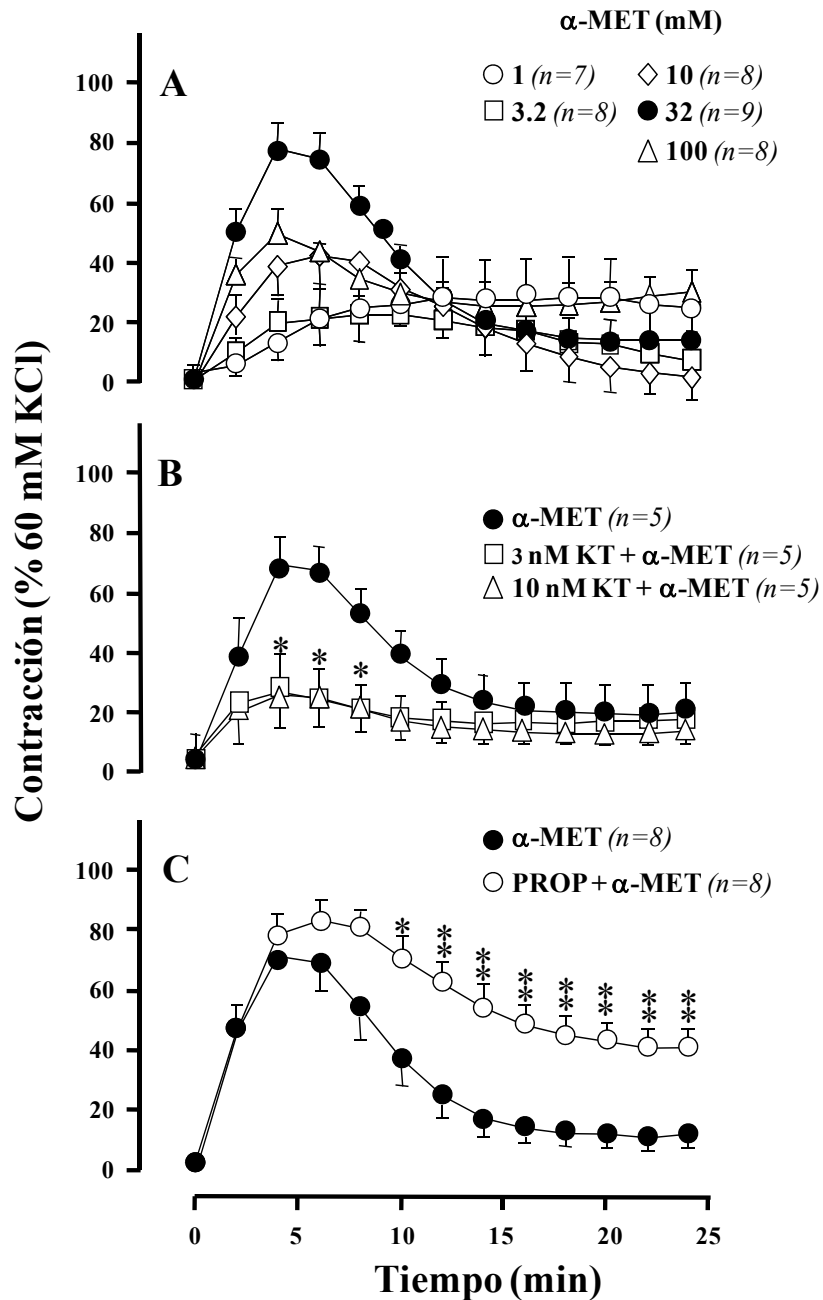 α-MET (mM)
A
1 (n=7)
10 (n=8)
3.2 (n=8)
32 (n=9)
100 (n=8)
100
80
60
40
20
0
B
α-MET (n=5)
3 nM KT + α-MET (n=5)
10 nM KT + α-MET (n=5)
100
80
60
40
20
0
* * *
Contracción (% 60 mM KCl)
C
α-MET (n=8)
PROP + α-MET (n=8)
100
80
60
40
20
0
* ** ** ** ** ** ** **
0 5 10 15 20 25
Tiempo (min)